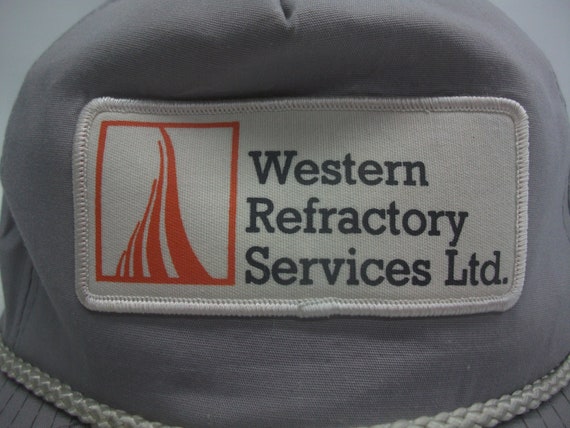 Western
Refractory
Services Ltd.